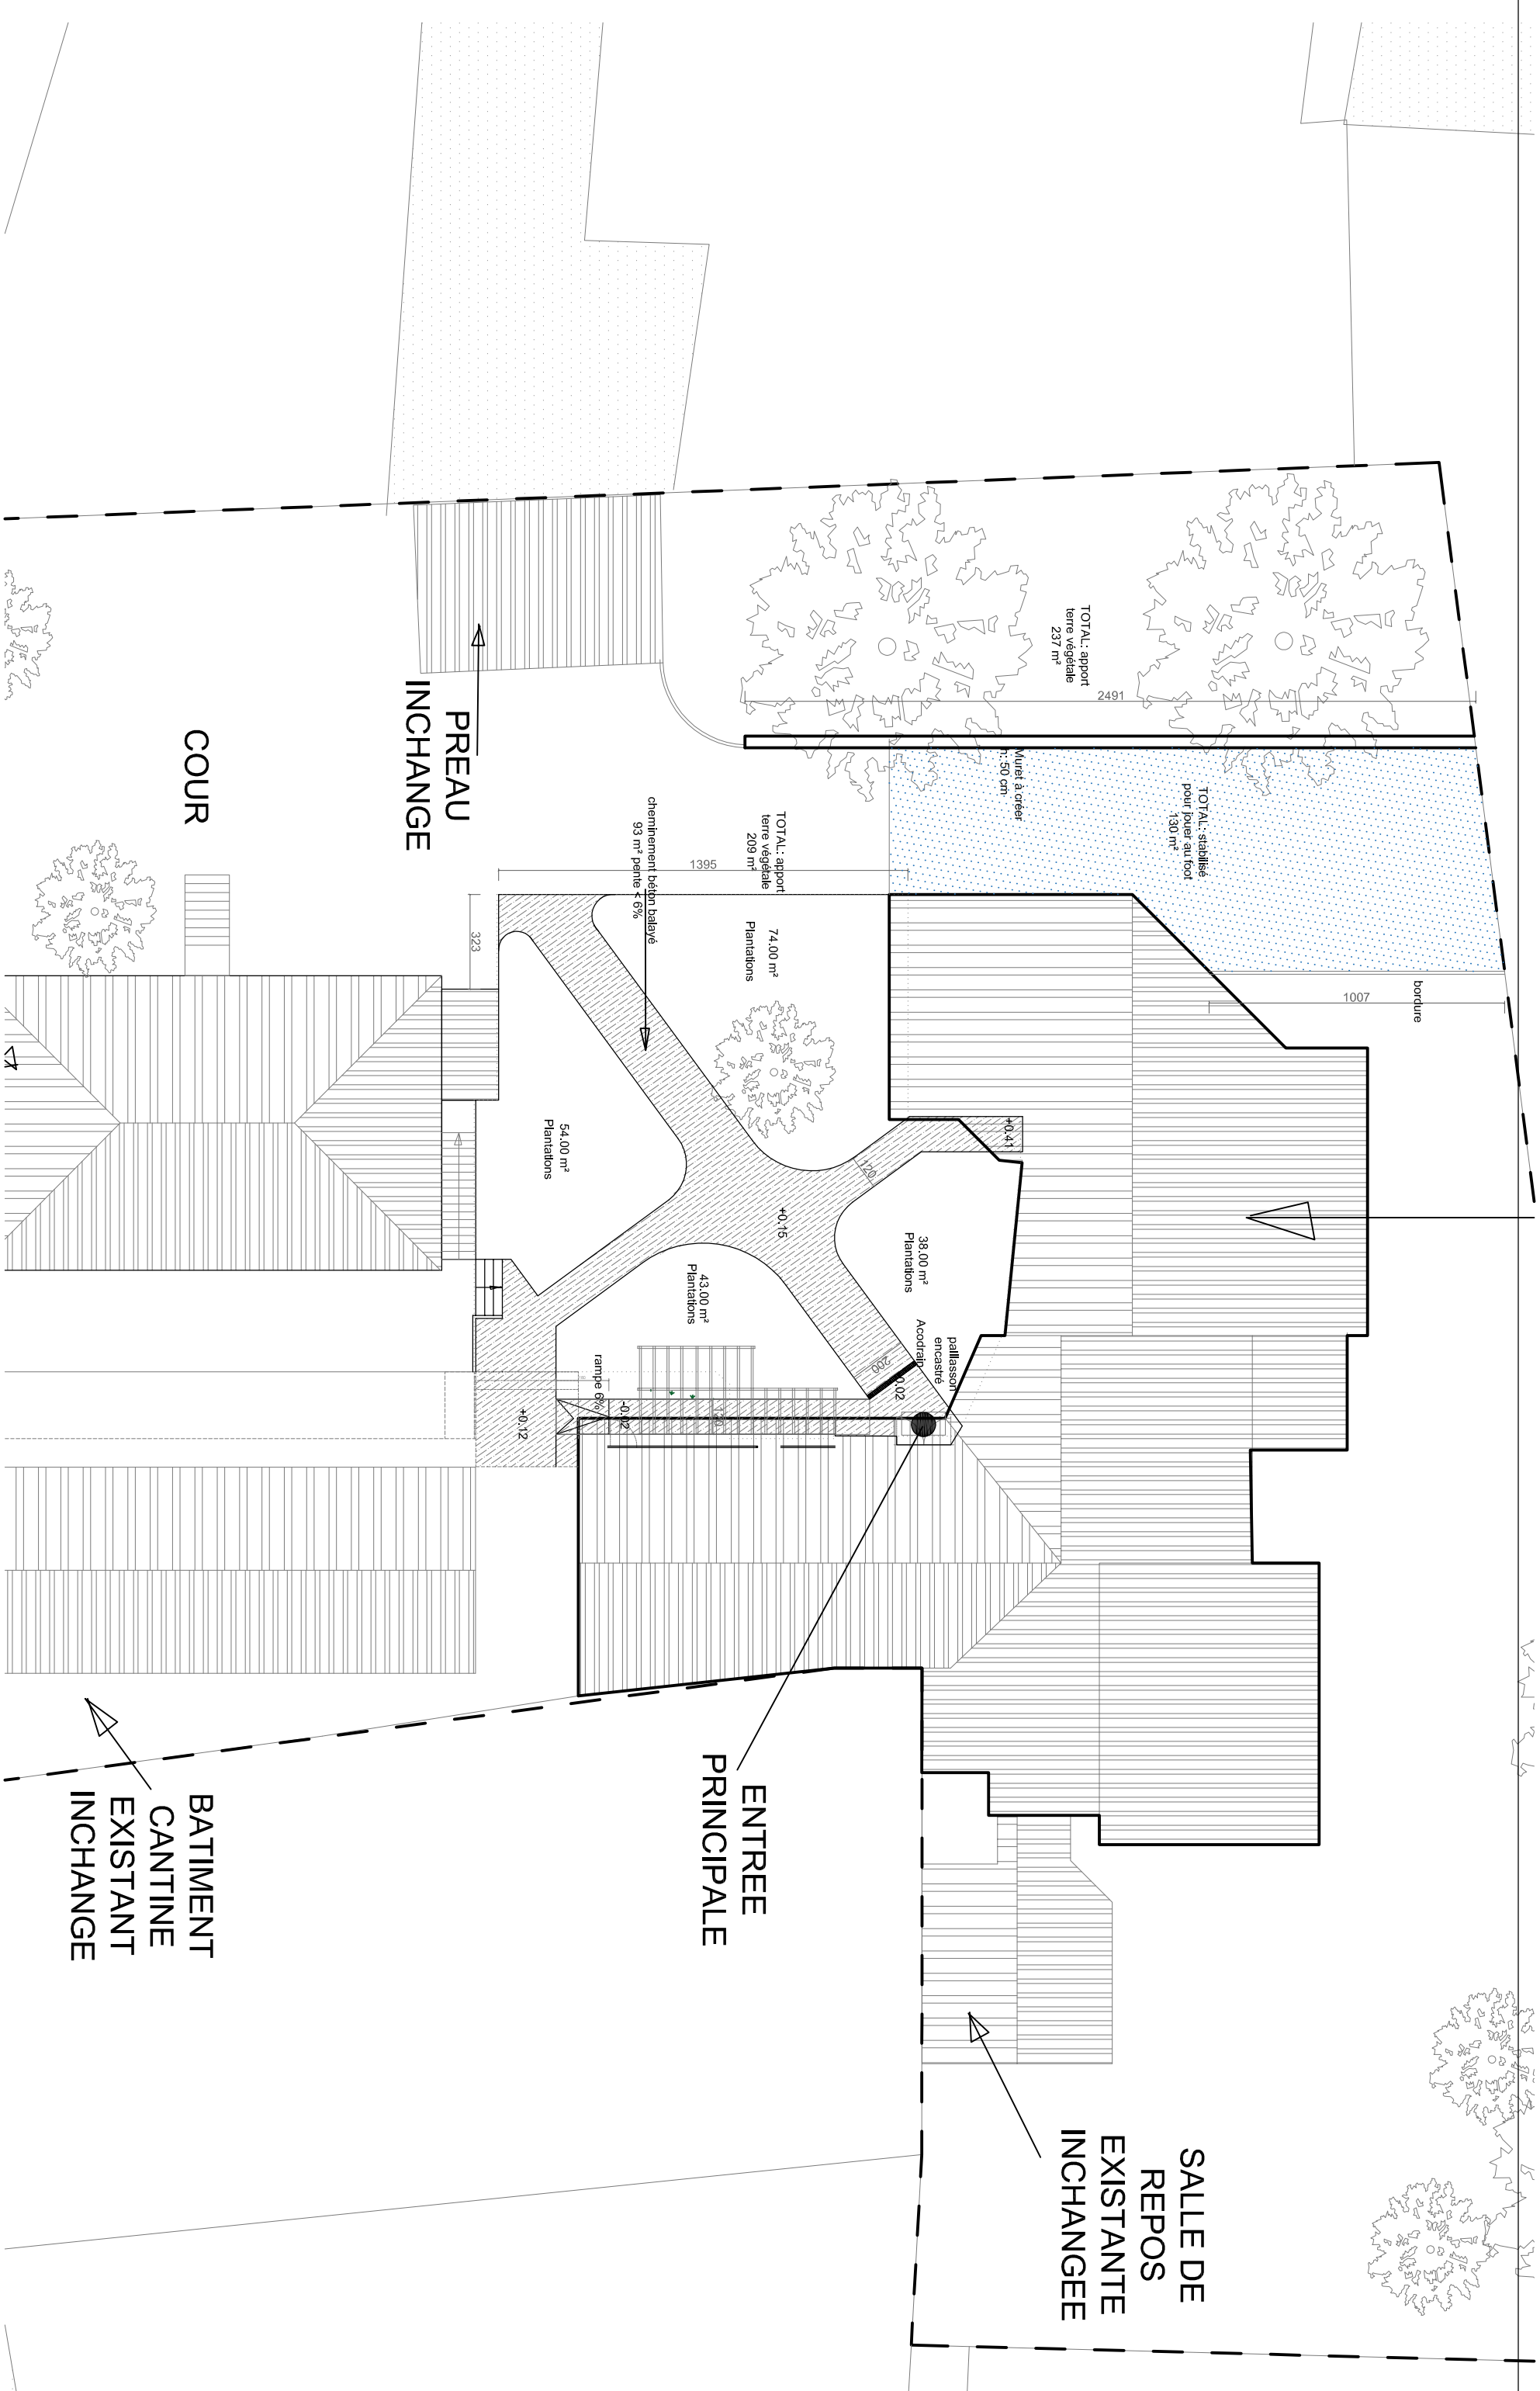 TOTAL: apport
terre végétale
237 m²
2491
Muret à créer
h: 50 cm
TOTAL: stabilisé
pour jouer au foot
130 m²
bordure
1007
PREAU
INCHANGE
COUR
TOTAL: apport
terre végétale
209 m²
1395
cheminement béton balayé
93 m² pente < 6%
323
74.00 m²
Plantations
54.00 m²
Plantations
+0.41
120
+0.15
38.00 m²
Plantations
43.00 m²
Plantations
paillasson
encastré
Acodrain
200
rampe 6%
-0.02
+0.12
ENTREE
PRINCIPALE
BATIMENT
CANTINE
EXISTANT
INCHANGE
SALLE DE
REPOS
EXISTANTE
INCHANGEE